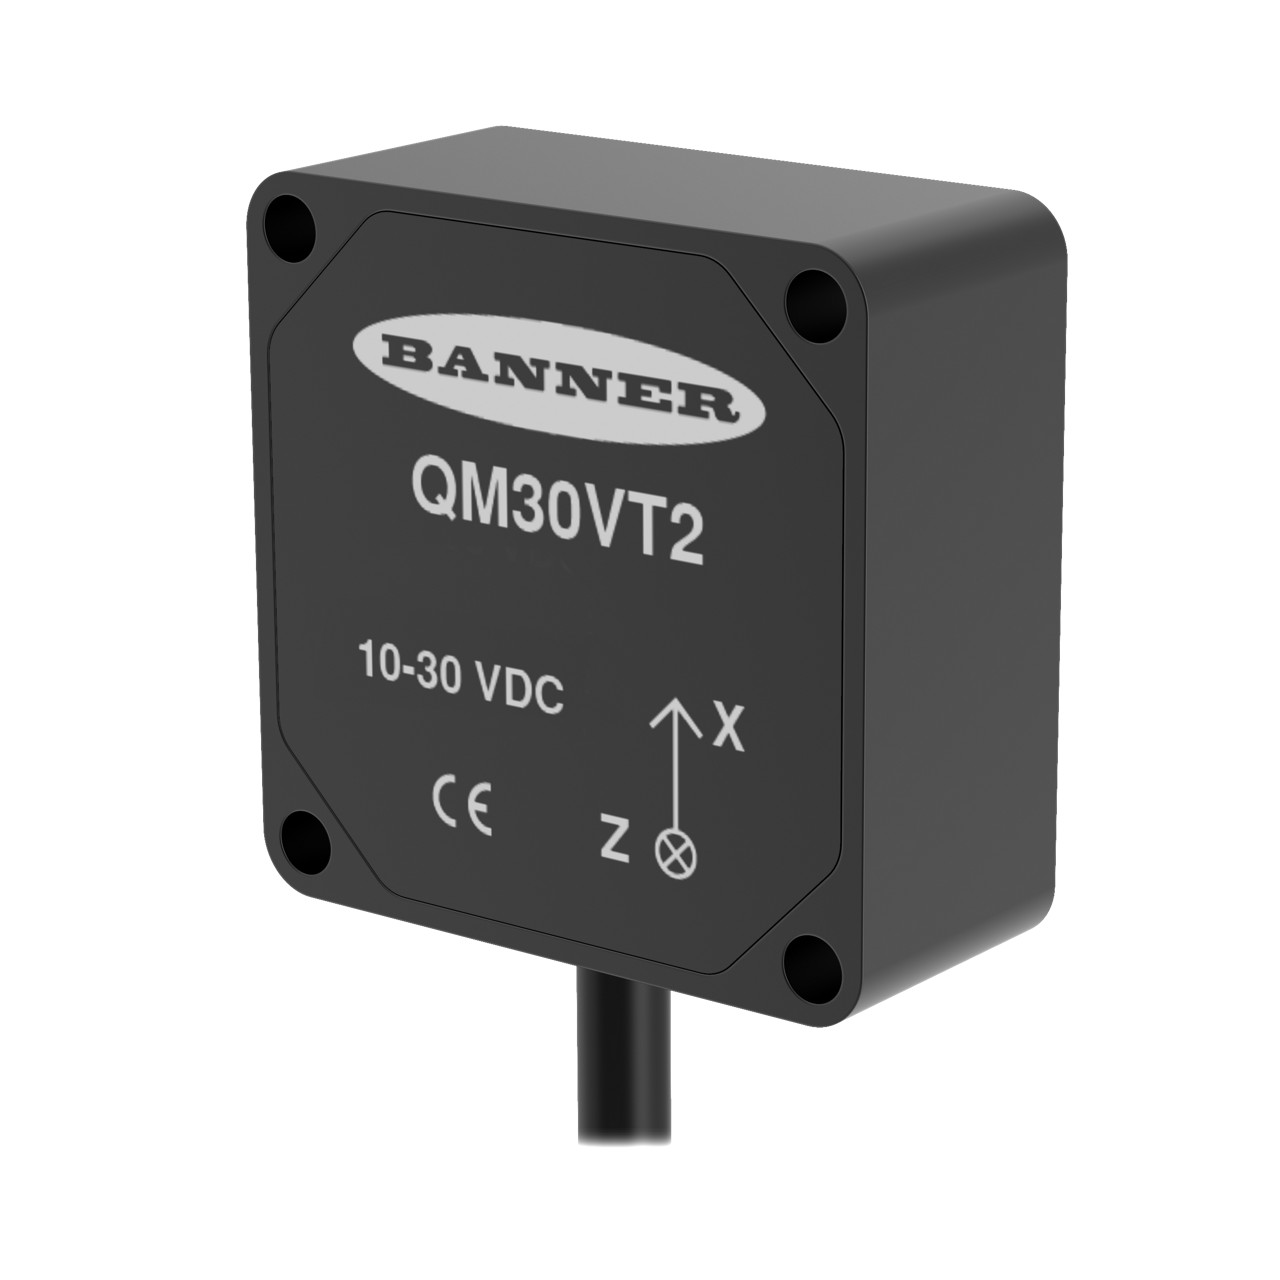 BANNER
QM30VT2
10-30 VDC
X
CE
Z